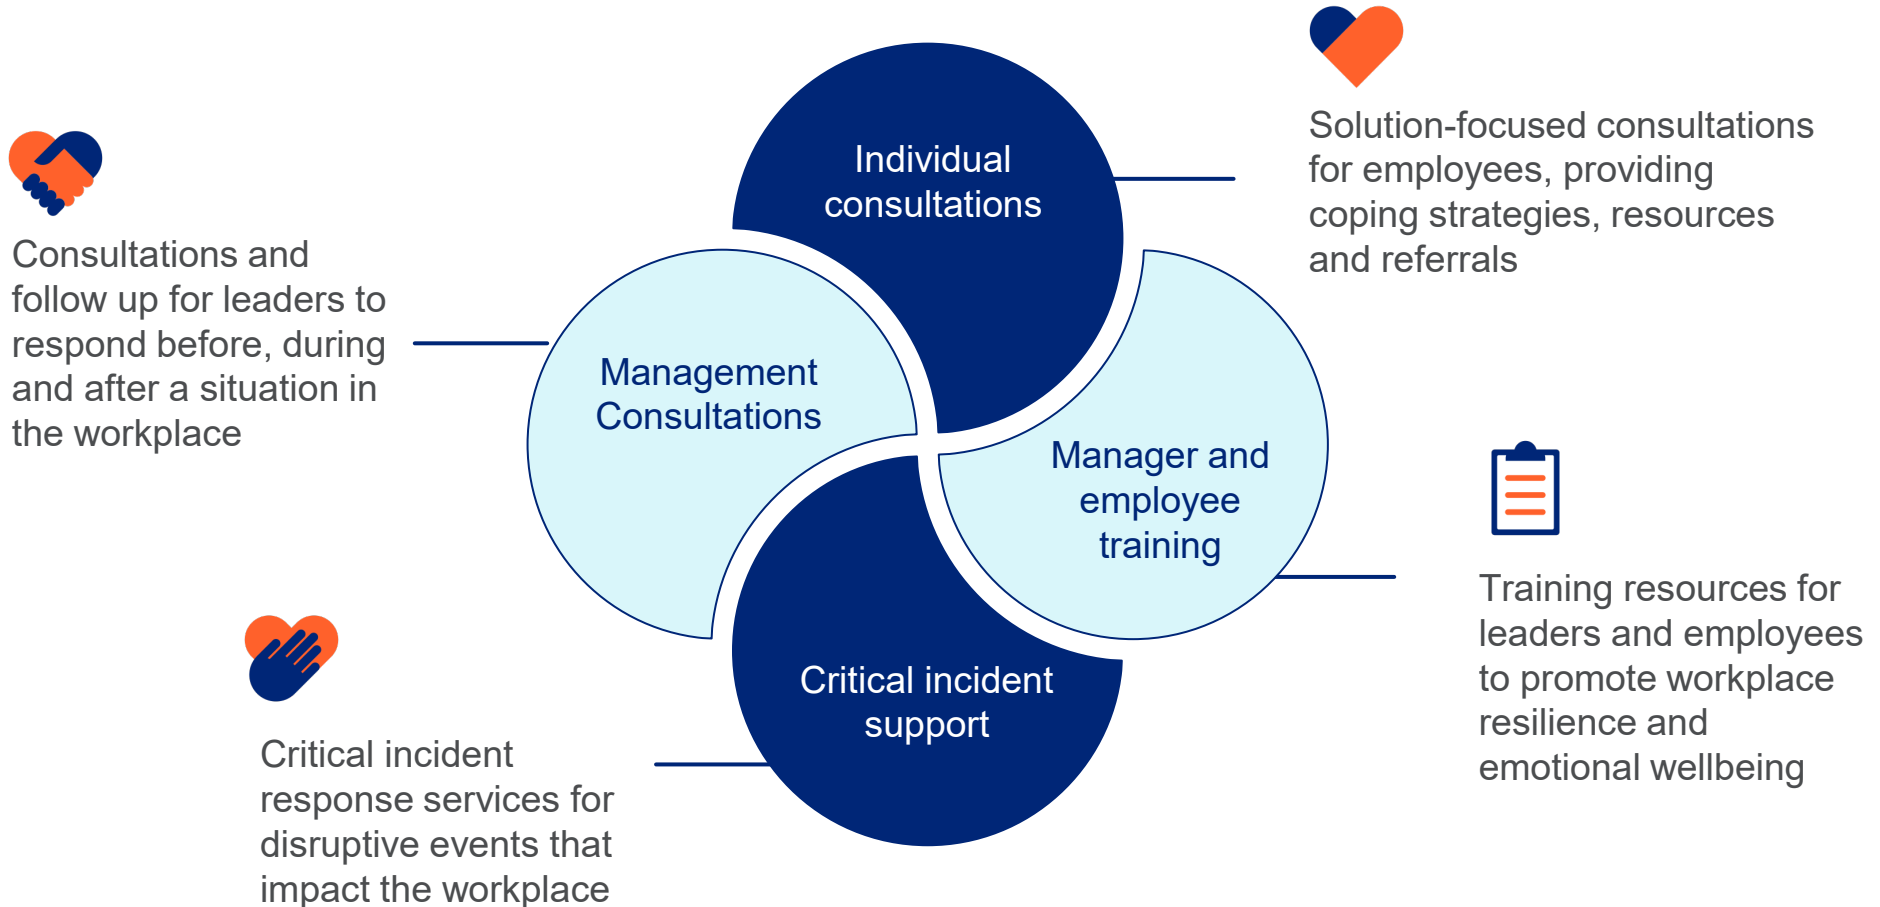 Individual
consultations
Solution-focused consultations
for employees, providing
coping strategies, resources
and referrals
Consultations and
follow up for leaders to
respond before, during
and after a situation in
the workplace
Management
Consultations
Manager and
employee
training
Training resources for
leaders and employees
to promote workplace
resilience and
emotional wellbeing
Critical incident
support
Critical incident
response services for
disruptive events that
impact the workplace